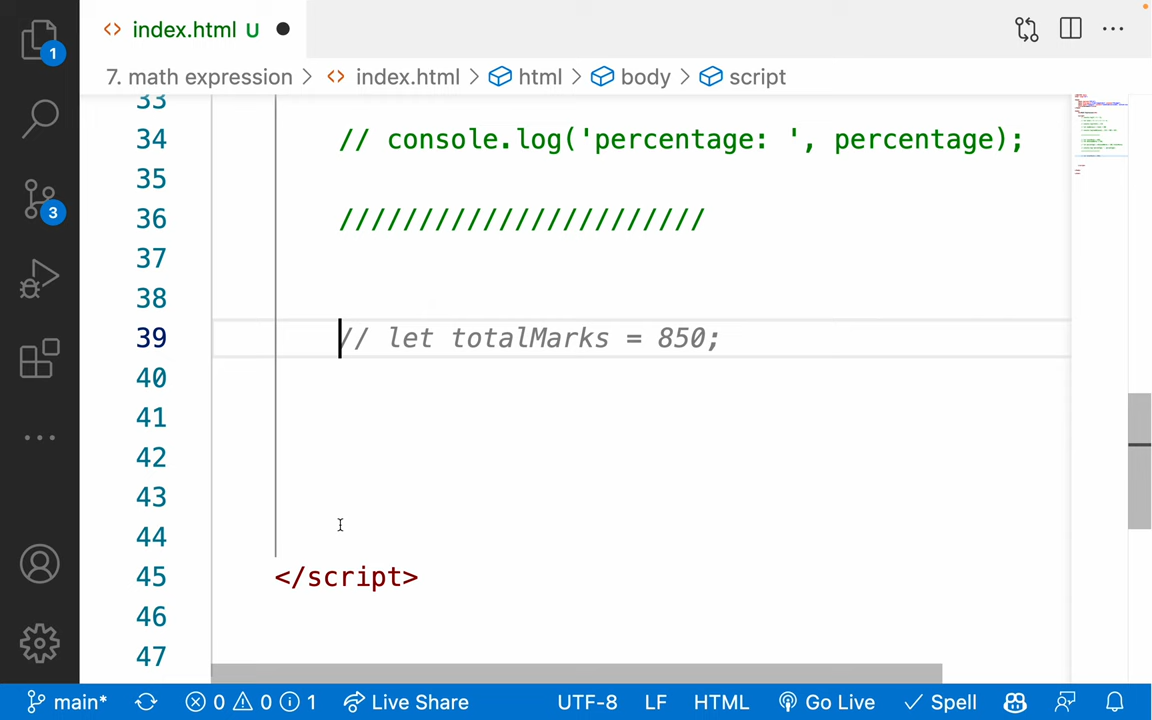 1
3
index.html U
7. math expression > index.html > html > body > script
33
34 // console.log('percentage: ', percentage);
35
36 ///////////////////////
37
38
39 // let totalMarks = 850;
40
41
42
43
44
45 </script>
46
47
main* 0 0 1 Live Share UTF-8 LF HTML Go Live Spell